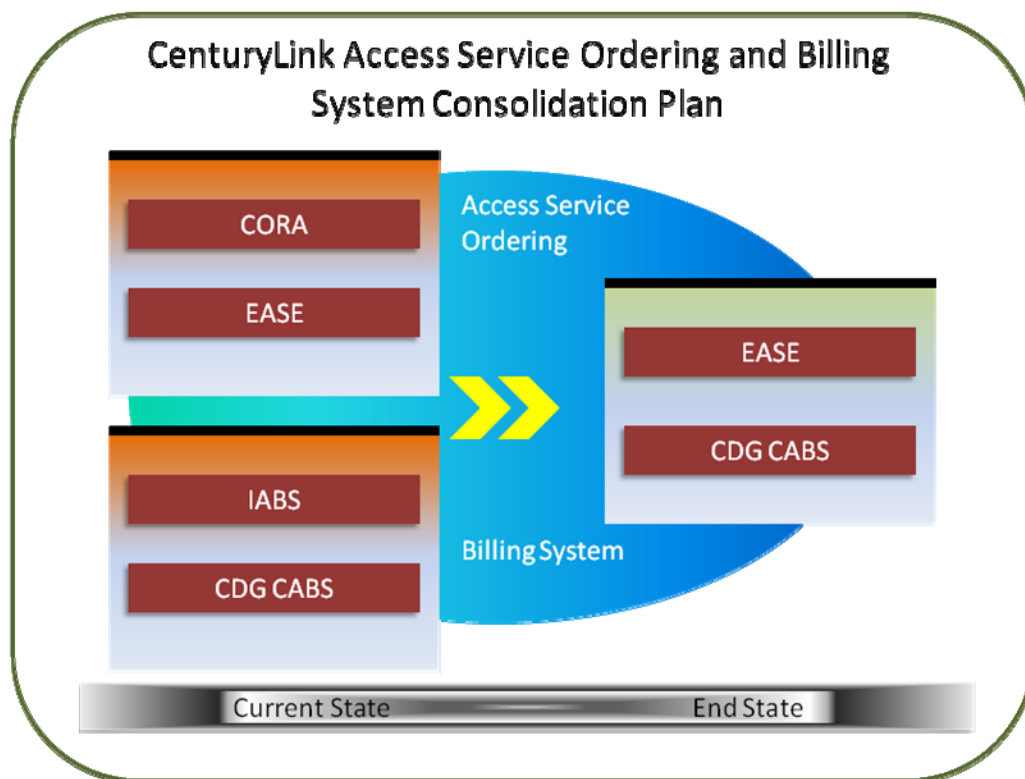 CenturyLink Access Service Ordering and Billing
System Consolidation Plan
CORA
EASE
Access Service
Ordering
IABS
CDG CABS
Billing System
EASE
CDG CABS
Current State
End State